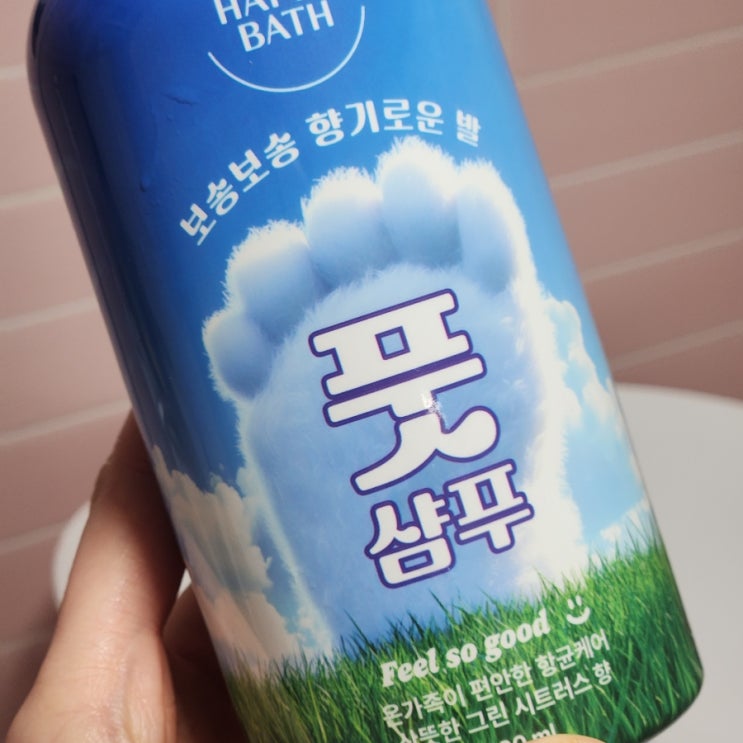 BATH
보송보송 향기로운 발
풋
샴푸
Feel so good
온가족이 편안한 항균케어
그린 시트러스 향
ml